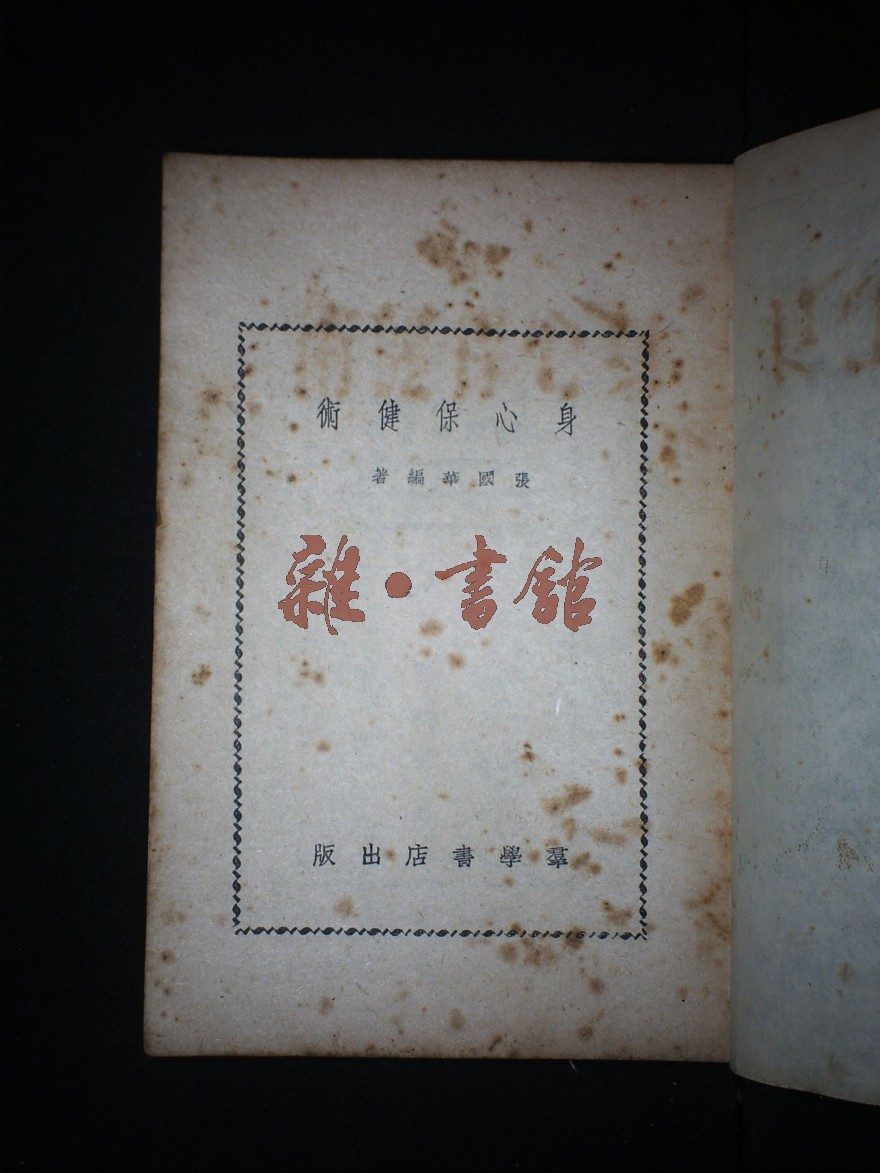 身心保健術
張國華編著
雜·書館
羣學書店出版